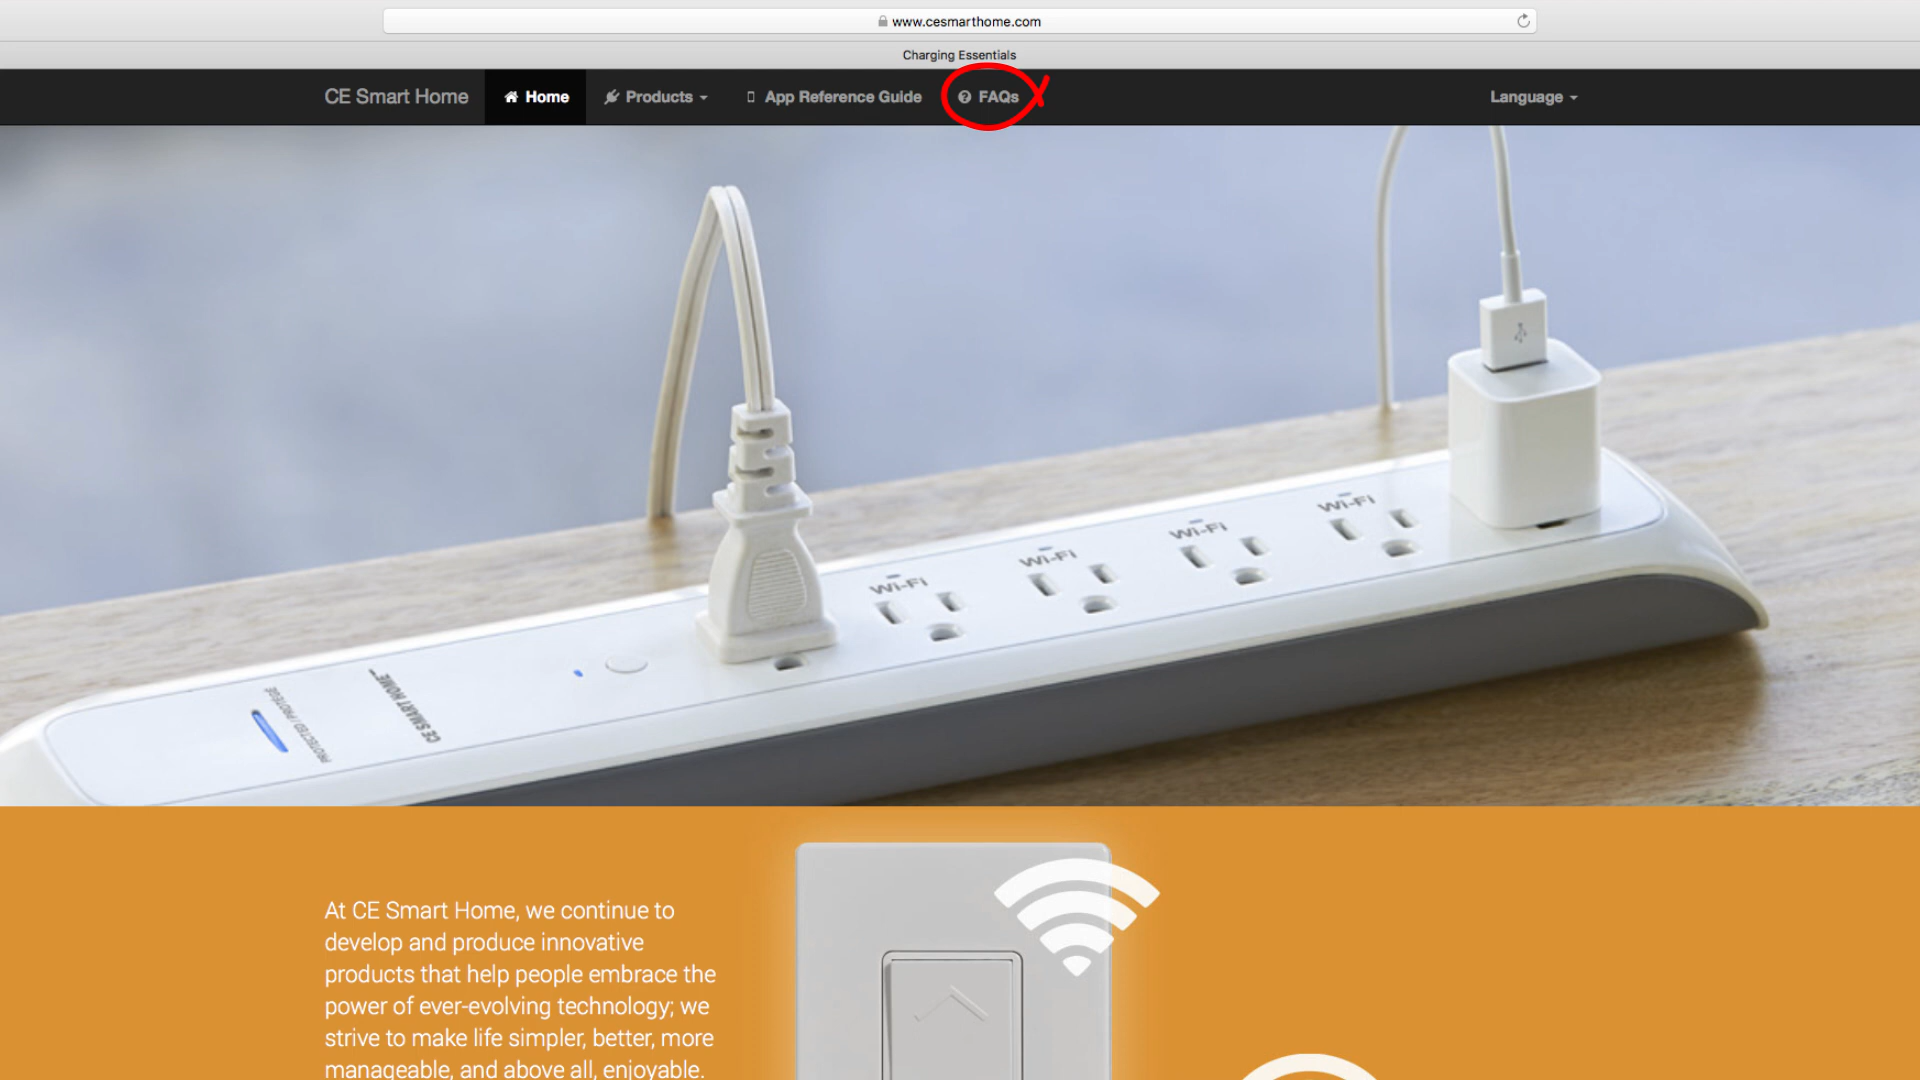 www.cesmarthome.com
Charging Essentials
CE Smart Home Home Products App Reference Guide FAQs Language
Wi-Fi Wi-Fi Wi-Fi Wi-Fi
PROTECTED / PROTÉGÉ
CE SMART HOME™
At CE Smart Home, we continue to
develop and produce innovative
products that help people embrace the
power of ever-evolving technology; we
strive to make life simpler, better, more
manageable, and above all, enjoyable.